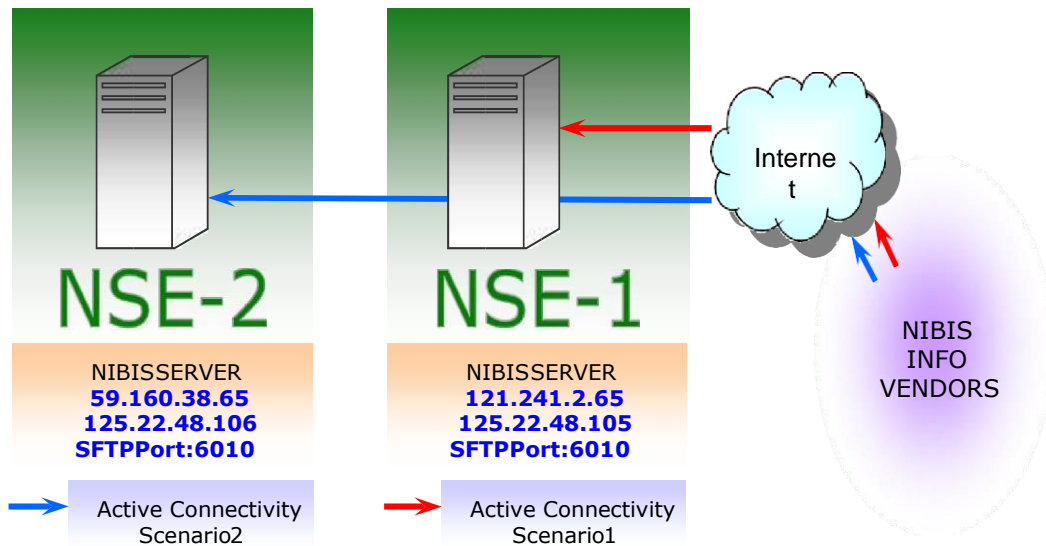 NSE-2
NIBISSERVER
59.160.38.65
125.22.48.106
SFTPPort:6010
Active Connectivity
Scenario2
NSE-1
NIBISSERVER
121.241.2.65
125.22.48.105
SFTPPort:6010
Active Connectivity
Scenario1
Interne
t
NIBIS
INFO
VENDORS